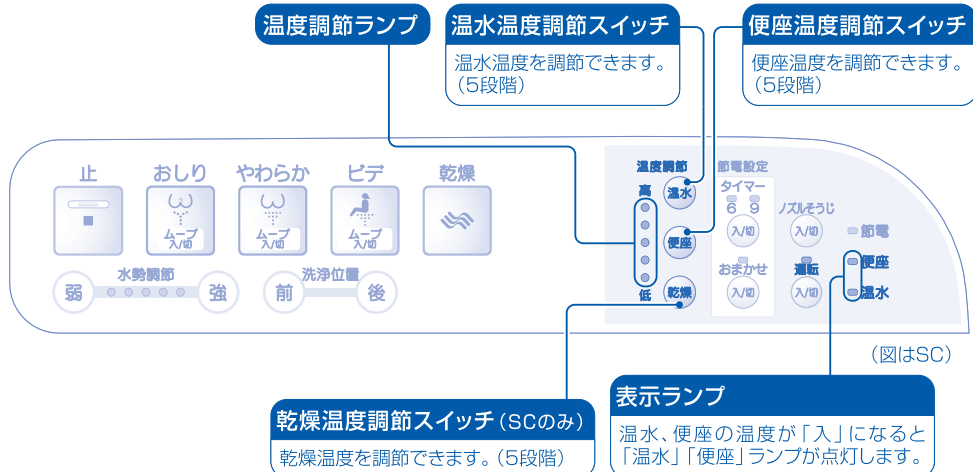 温度調節ランプ
温水温度調節スイッチ
温水温度を調節できます。
（5段階）
便座温度調節スイッチ
便座温度を調節できます。
（5段階）
止
おしり
ムーブ
入/切
やわらか
ムーブ
入/切
ビデ
ムーブ
入/切
乾燥
水勢調節
弱
強
洗浄位置
前
後
温度調節
高
低
温水
便座
乾燥
節電設定
タイマー
6 9
入/切
おまかせ
入/切
ノズルそうじ
入/切
運転
入/切
節電
便座
温水
（図はSC）
乾燥温度調節スイッチ（SCのみ）
乾燥温度を調節できます。（5段階）
表示ランプ
温水、便座の温度が「入」になると
「温水」「便座」ランプが点灯します。